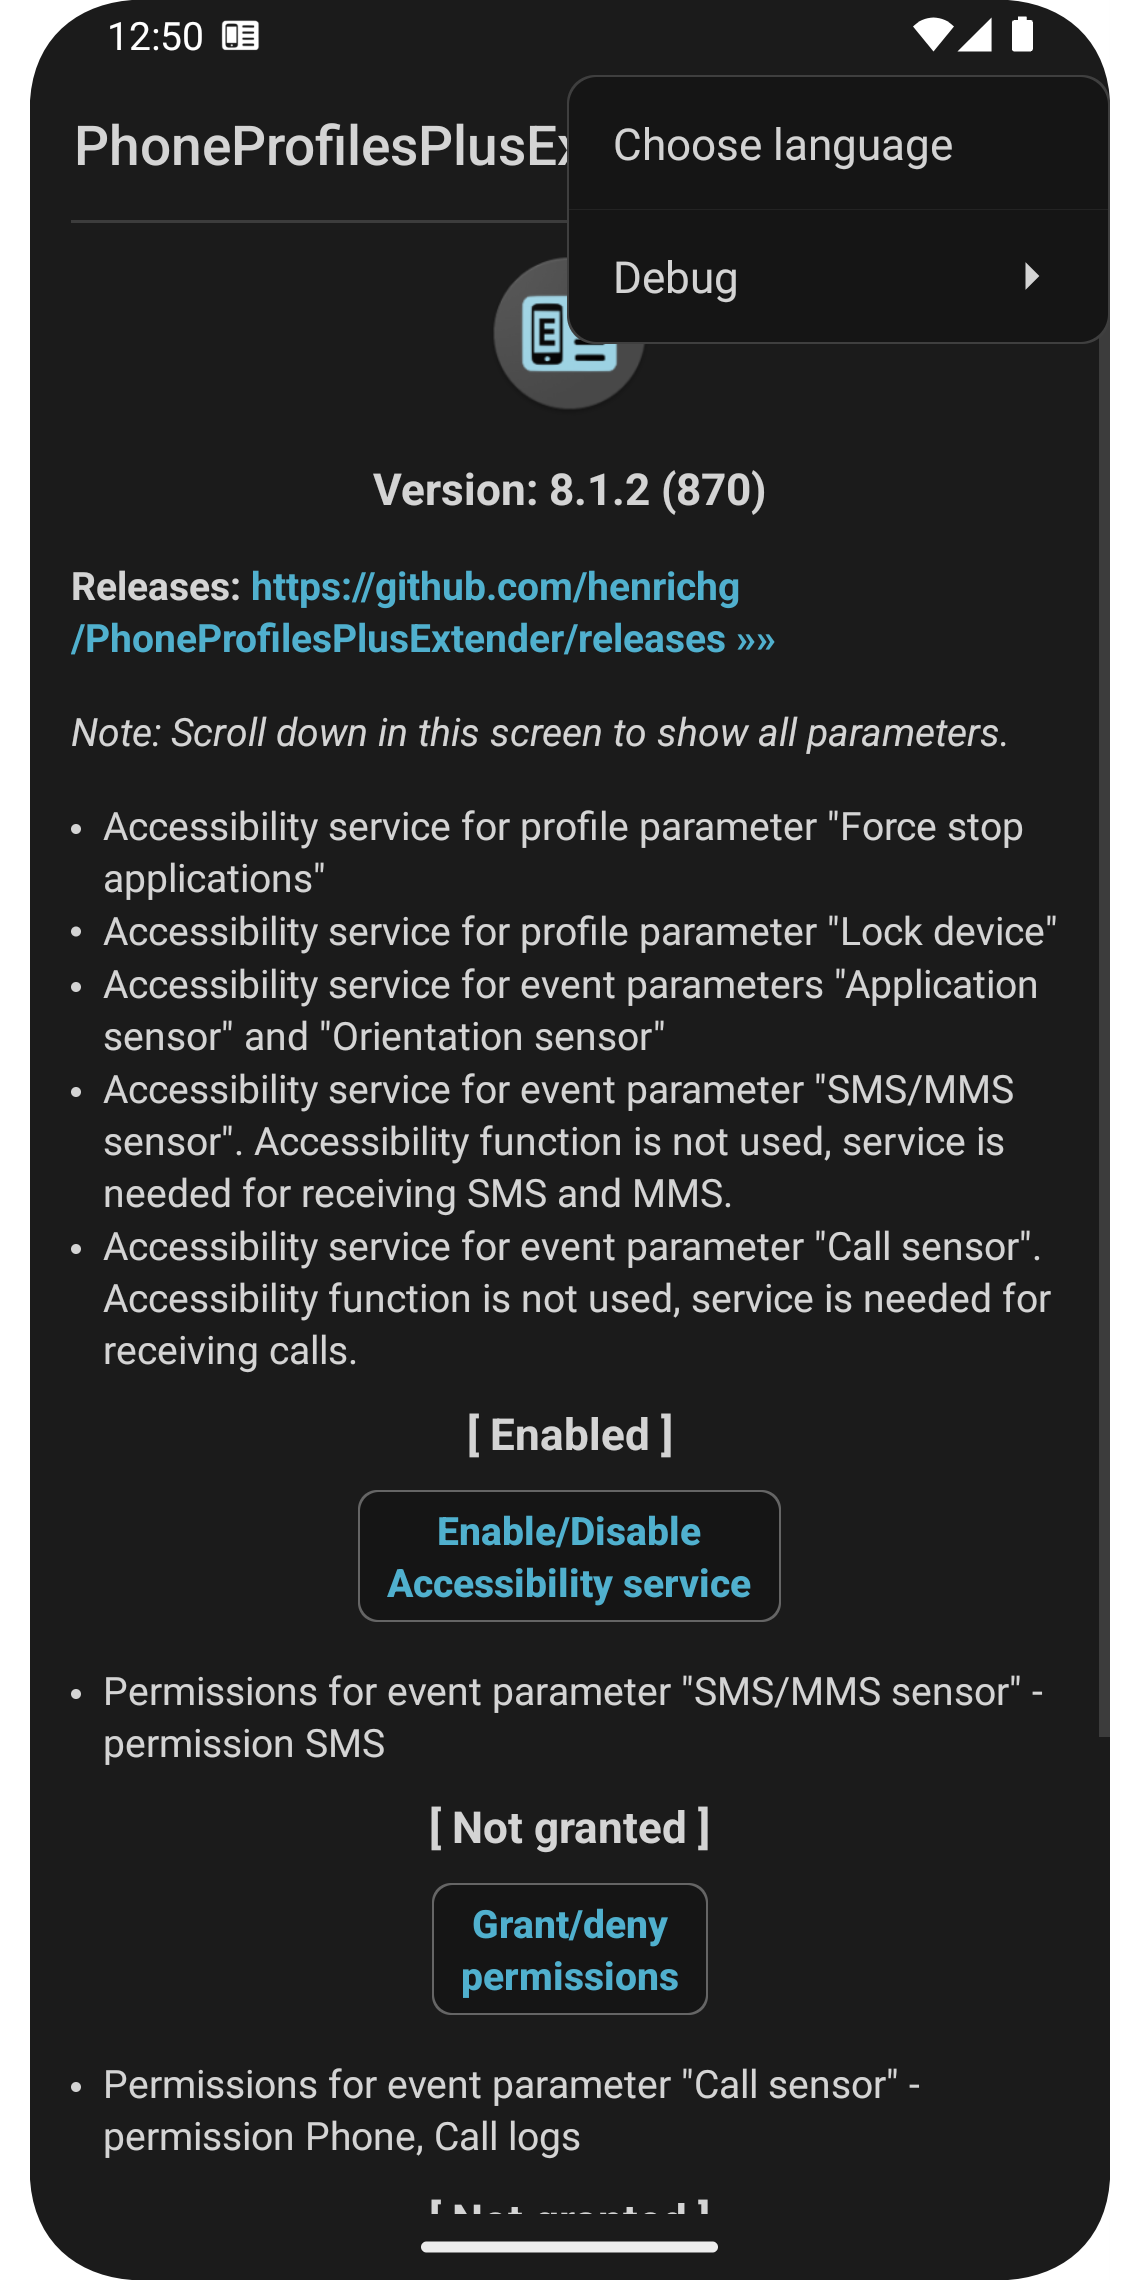 12:50
PhoneProfilesPlusEx
Choose language
Debug
E
Version: 8.1.2 (870)
Releases: https://github.com/henrichg
/PhoneProfilesPlusExtender/releases »»
Note: Scroll down in this screen to show all parameters.
• Accessibility service for profile parameter "Force stop
applications"
• Accessibility service for profile parameter "Lock device"
• Accessibility service for event parameters "Application
sensor" and "Orientation sensor"
• Accessibility service for event parameter "SMS/MMS
sensor". Accessibility function is not used, service is
needed for receiving SMS and MMS.
• Accessibility service for event parameter "Call sensor".
Accessibility function is not used, service is needed for
receiving calls.
[ Enabled ]
Enable/Disable
Accessibility service
• Permissions for event parameter "SMS/MMS sensor" -
permission SMS
[ Not granted ]
Grant/deny
permissions
• Permissions for event parameter "Call sensor" -
permission Phone, Call logs
[ Not granted ]